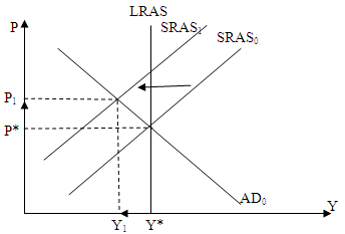 LRAS
P
SRAS₁
SRAS₀
P₁
P*
AD₀
Y
Y₁
Y*